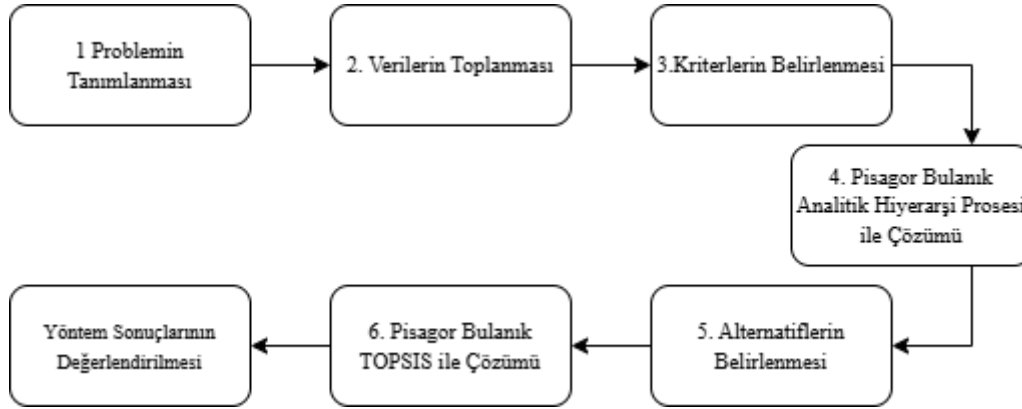 1 Problemin
Tanımlanması
2. Verilerin Toplanması
3.Kriterlerin Belirlenmesi
4. Pisagor Bulanık
Analitik Hiyerarşi Prosesi
ile Çözümü
5. Alternatiflerin
Belirlenmesi
6. Pisagor Bulanık
TOPSIS ile Çözümü
Yöntem Sonuçlarının
Değerlendirilmesi